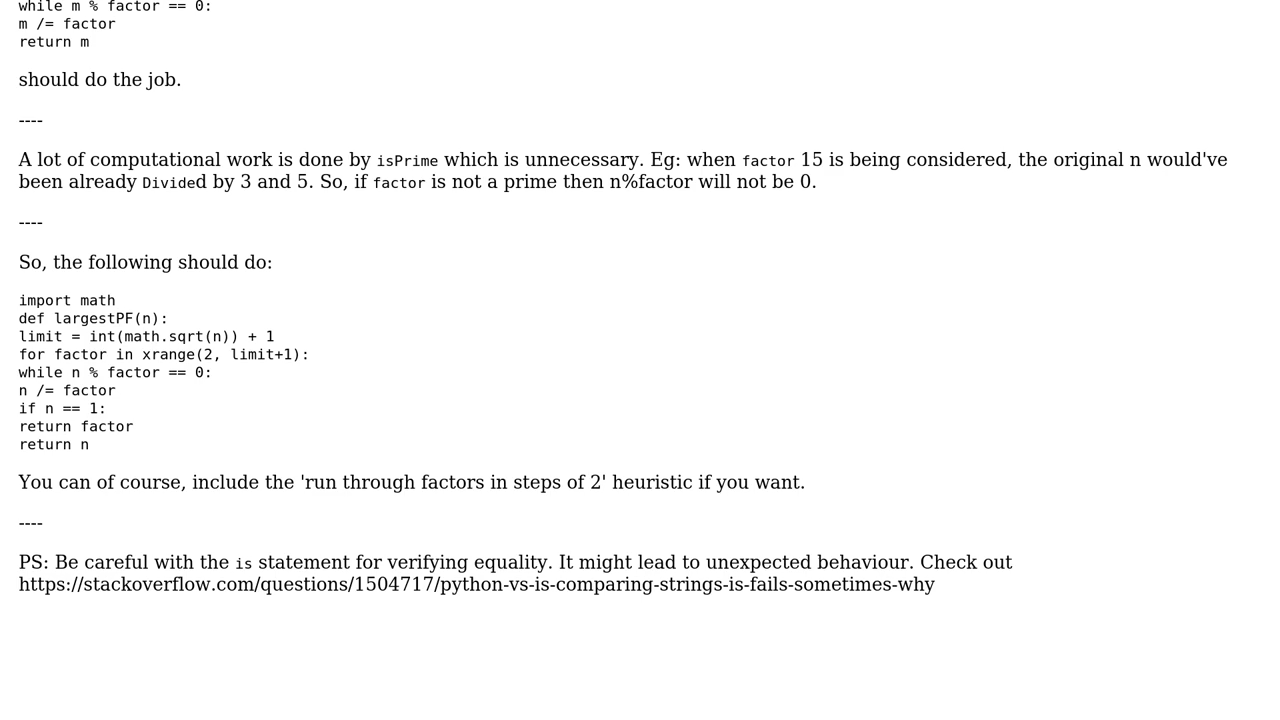 while m % factor == 0:
m /= factor
return m
should do the job.
----
A lot of computational work is done by isPrime which is unnecessary. Eg: when factor 15 is being considered, the original n would've
been already Divided by 3 and 5. So, if factor is not a prime then n%factor will not be 0.
----
So, the following should do:
import math
def largestPF(n):
limit = int(math.sqrt(n)) + 1
for factor in xrange(2, limit+1):
while n % factor == 0:
n /= factor
if n == 1:
return factor
return n
You can of course, include the 'run through factors in steps of 2' heuristic if you want.
----
PS: Be careful with the is statement for verifying equality. It might lead to unexpected behaviour. Check out
https://stackoverflow.com/questions/1504717/python-vs-is-comparing-strings-is-fails-sometimes-why